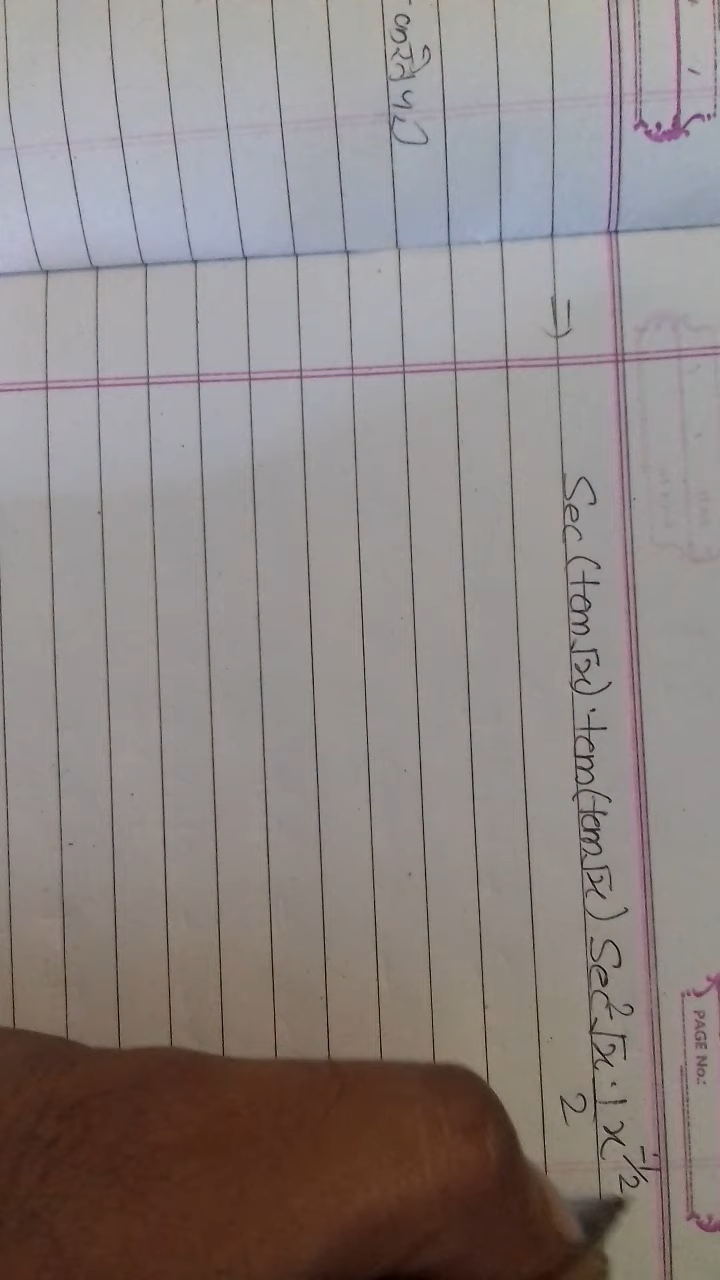 PAGE No:
⇒ Sec(tan√x)·tan(tan√x) Sec²√x · 1/2 x^-1/2